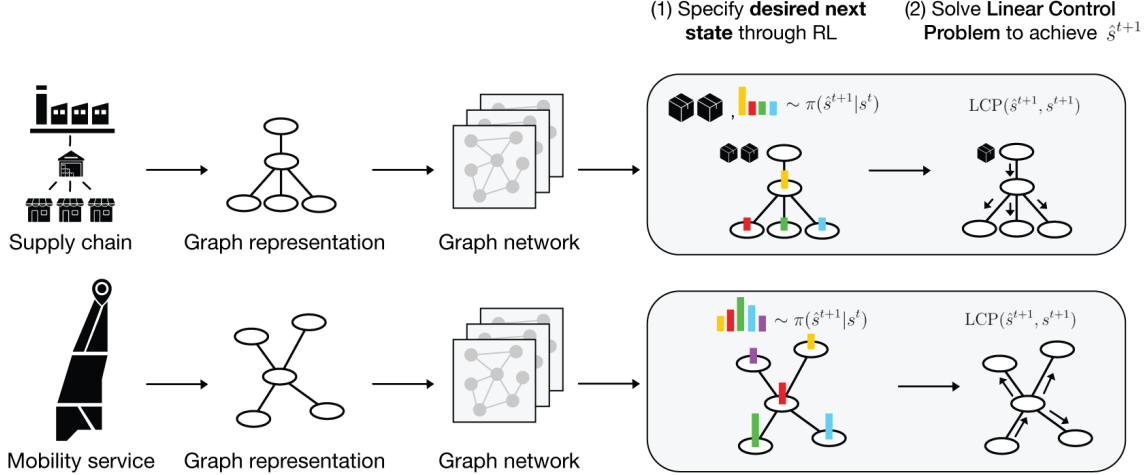 (1) Specify desired next
state through RL
(2) Solve Linear Control
Problem to achieve ŝ^{t+1}
, ∼ π(ŝ^{t+1}|s^t)
LCP(ŝ^{t+1}, s^{t+1})
Supply chain
Graph representation
Graph network
∼ π(ŝ^{t+1}|s^t)
LCP(ŝ^{t+1}, s^{t+1})
Mobility service
Graph representation
Graph network